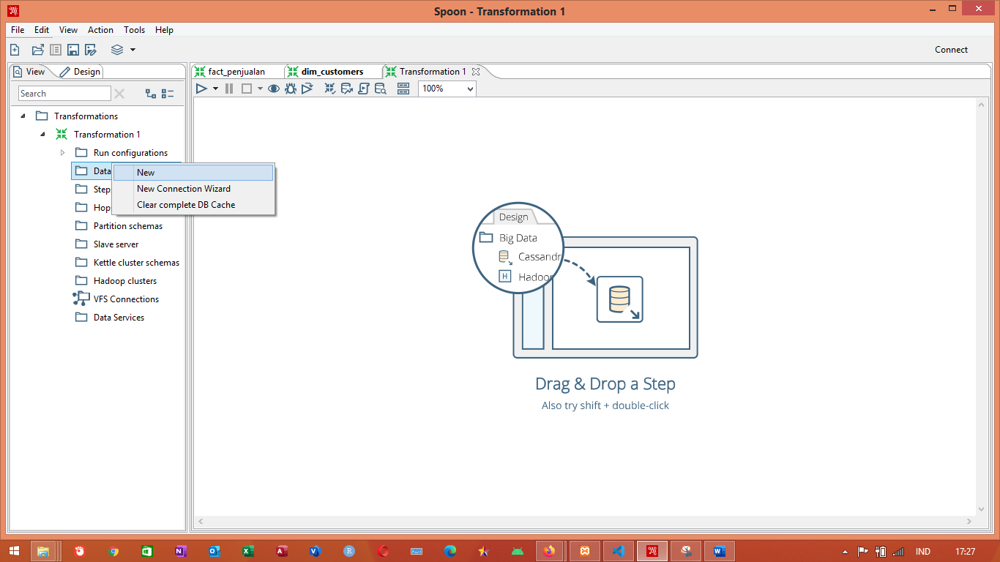 Spoon - Transformation 1
File Edit View Action Tools Help
Connect
View Design
fact_penjualan dim_customers Transformation 1
Search
100%
Transformations
Transformation 1
Run configurations
Data
New
New Connection Wizard
Clear complete DB Cache
Step
Hop
Partition schemas
Slave server
Kettle cluster schemas
Hadoop clusters
VFS Connections
Data Services
Design
Big Data
Cassandr
H Hadoop
Drag & Drop a Step
Also try shift + double-click
IND 17:27